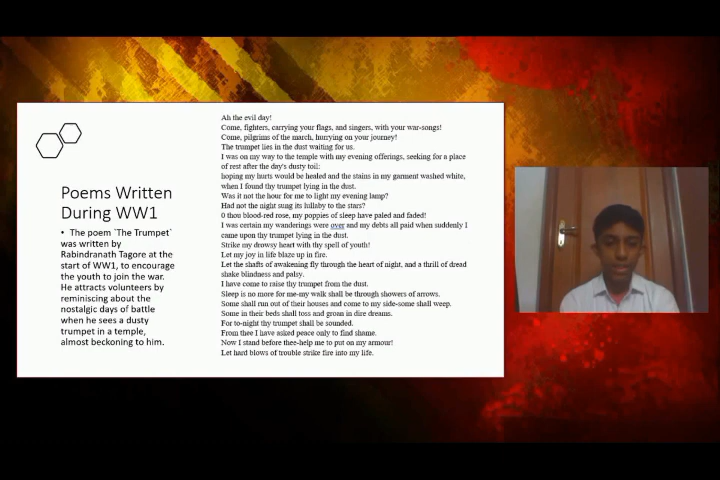 Poems Written
During WW1
• The poem `The Trumpet`
was written by
Rabindranath Tagore at the
start of WW1, to encourage
the youth to join the war.
He attracts volunteers by
reminiscing about the
nostalgic days of battle
when he sees a dusty
trumpet in a temple,
almost beckoning to him.
Ah the evil day!
Come, fighters, carrying your flags, and singers, with your war-songs!
Come, pilgrims of the march, hurrying on your journey!
The trumpet lies in the dust waiting for us.
I was on my way to the temple with my evening offerings, seeking for a place
of rest after the day's dusty toil:
hoping my hurts would be healed and the stains in my garment washed white,
when I found thy trumpet lying in the dust.
Was it not the hour for me to light my evening lamp?
Had not the night sung its lullaby to the stars?
0 thou blood-red rose, my poppies of sleep have paled and faded!
I was certain my wanderings were over and my debts all paid when suddenly I
came upon thy trumpet lying in the dust.
Strike my drowsy heart with thy spell of youth!
Let my joy in life blaze up in fire.
Let the shafts of awakening fly through the heart of night, and a thrill of dread
shake blindness and palsy.
I have come to raise thy trumpet from the dust.
Sleep is no more for me-my walk shall be through showers of arrows.
Some shall run out of their houses and come to my side-some shall weep.
Some in their beds shall toss and groan in dire dreams.
For to-night thy trumpet shall be sounded.
From thee I have asked peace only to find shame.
Now I stand before thee-help me to put on my armour!
Let hard blows of trouble strike fire into my life.